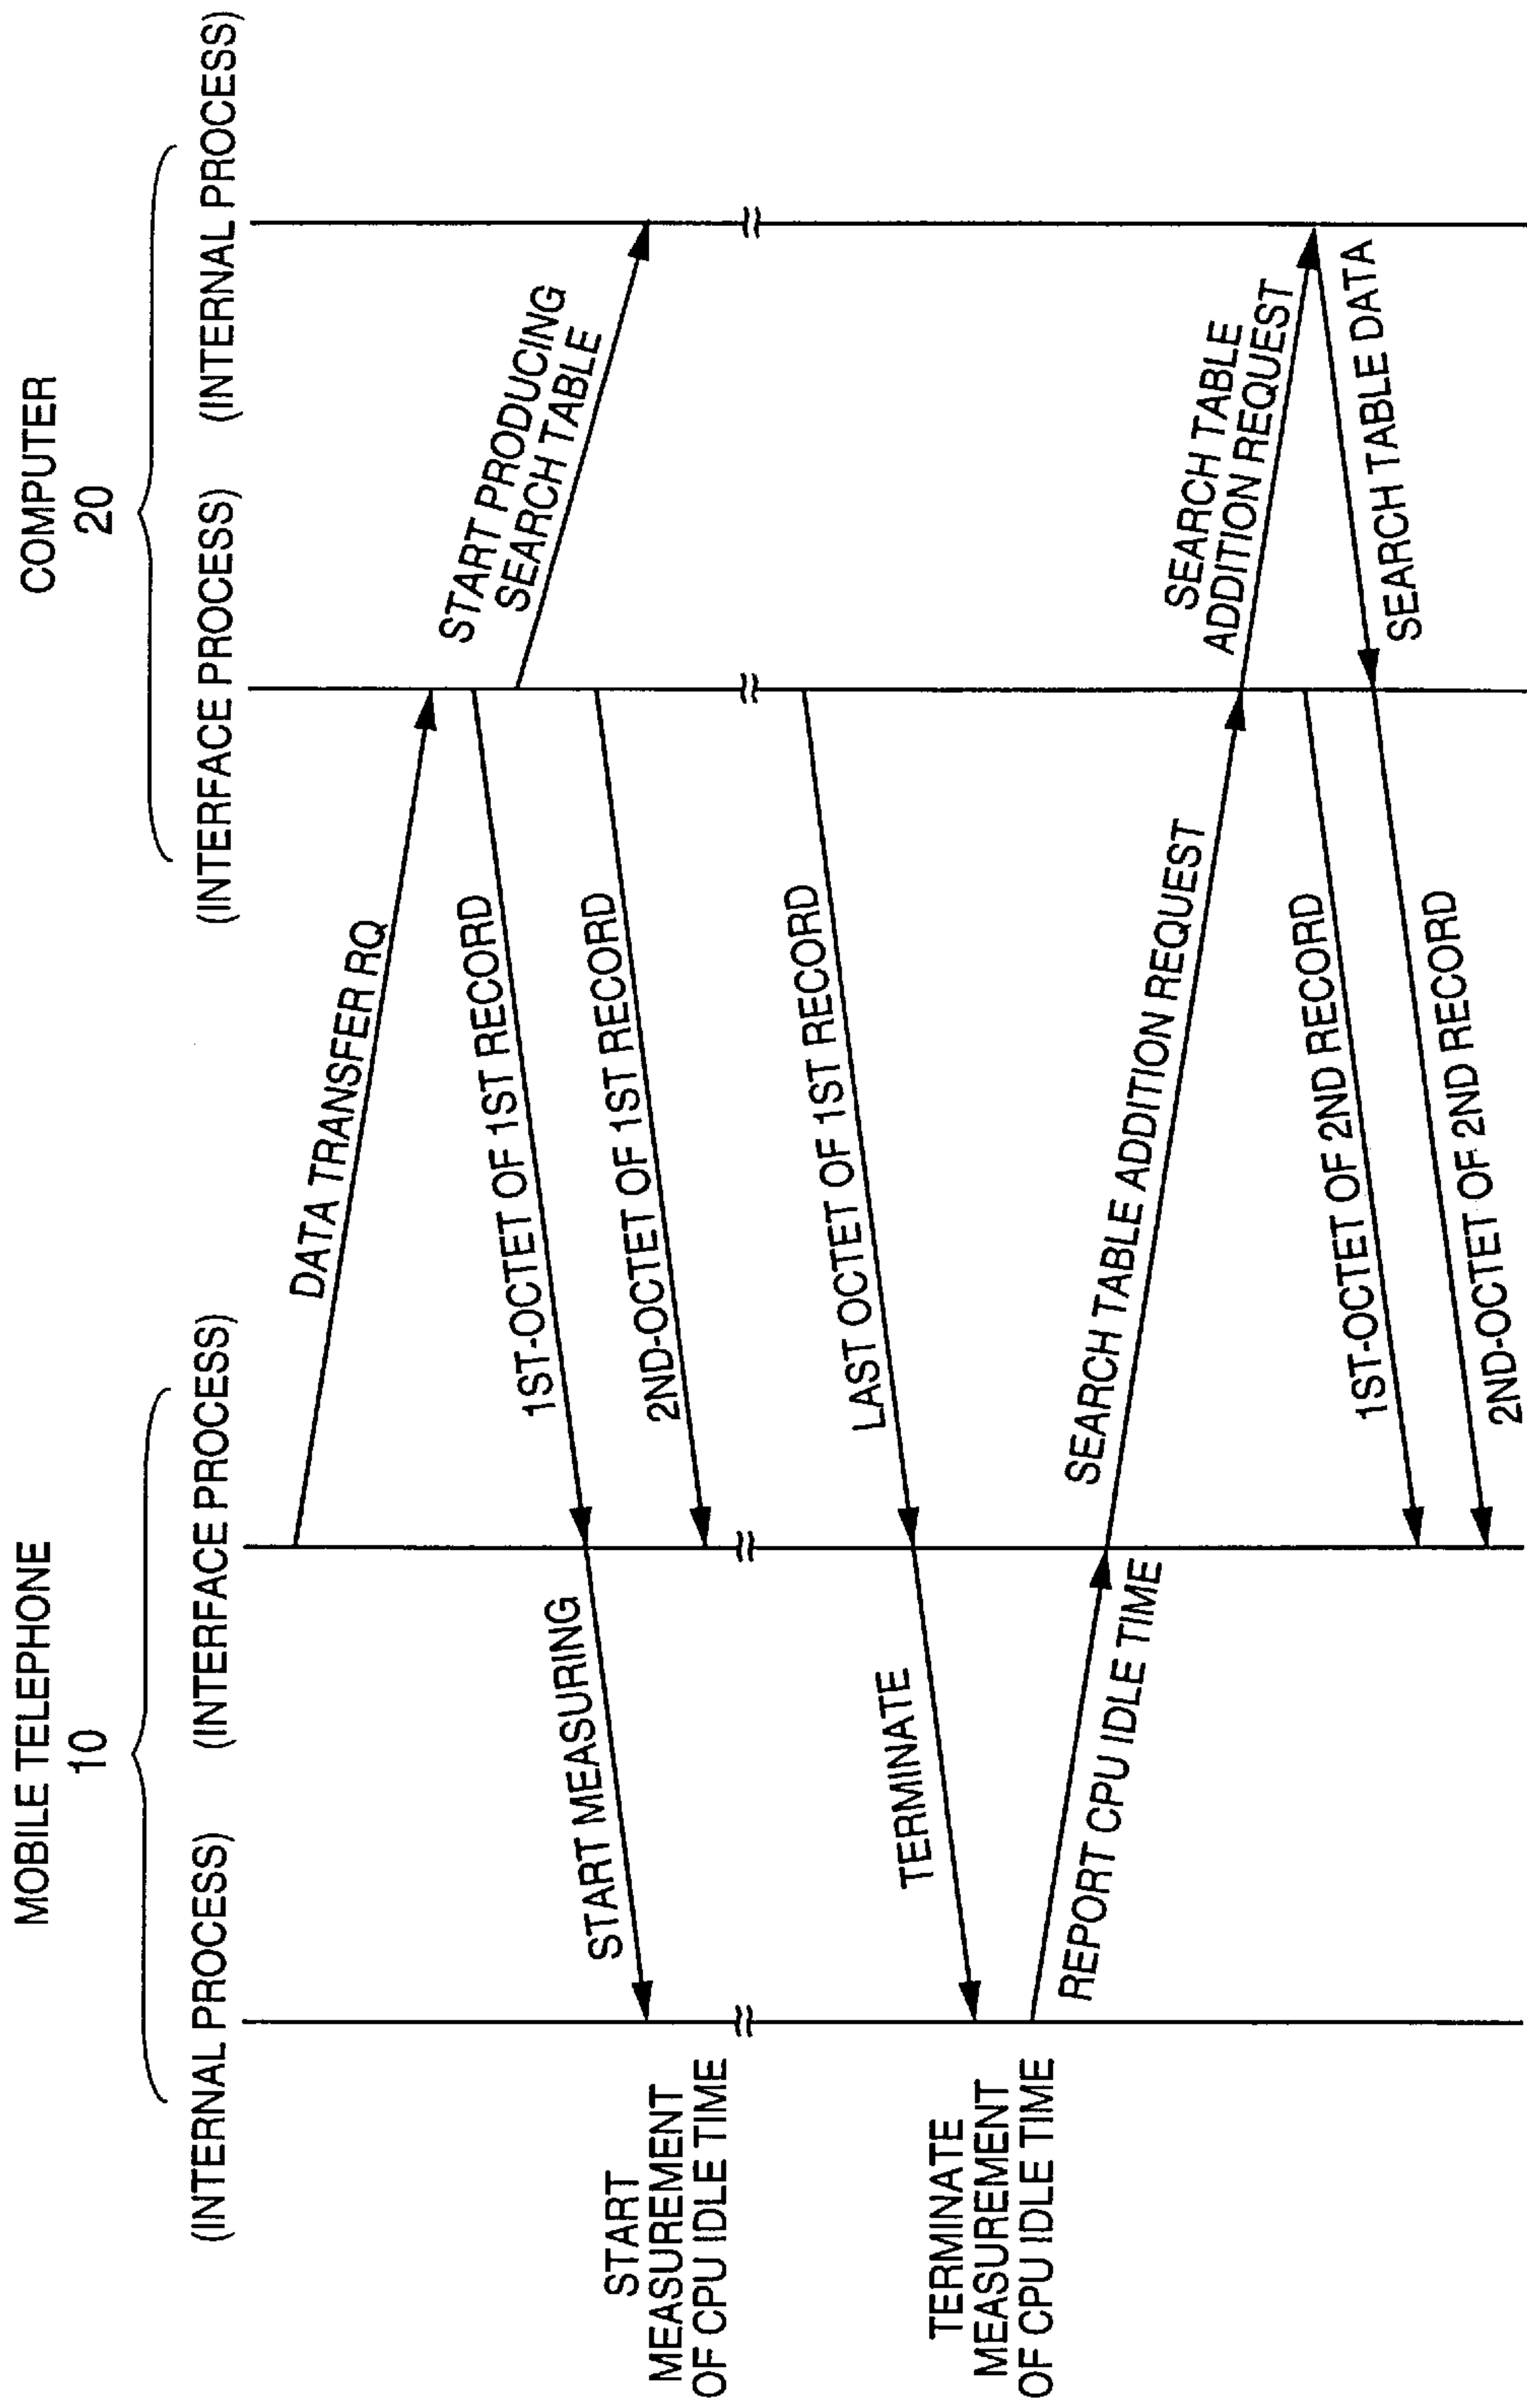 MOBILE TELEPHONE
10
COMPUTER
20
(INTERNAL PROCESS)
(INTERFACE PROCESS)
(INTERFACE PROCESS)
(INTERNAL PROCESS)
DATA TRANSFER RQ
1ST-OCTET OF 1ST RECORD
START PRODUCING
SEARCH TABLE
START MEASURING
2ND-OCTET OF 1ST RECORD
START
MEASUREMENT
OF CPU IDLE TIME
LAST OCTET OF 1ST RECORD
TERMINATE
TERMINATE
MEASUREMENT
OF CPU IDLE TIME
REPORT CPU IDLE TIME
SEARCH TABLE ADDITION REQUEST
SEARCH TABLE
ADDITION REQUEST
1ST-OCTET OF 2ND RECORD
SEARCH TABLE DATA
2ND-OCTET OF 2ND RECORD